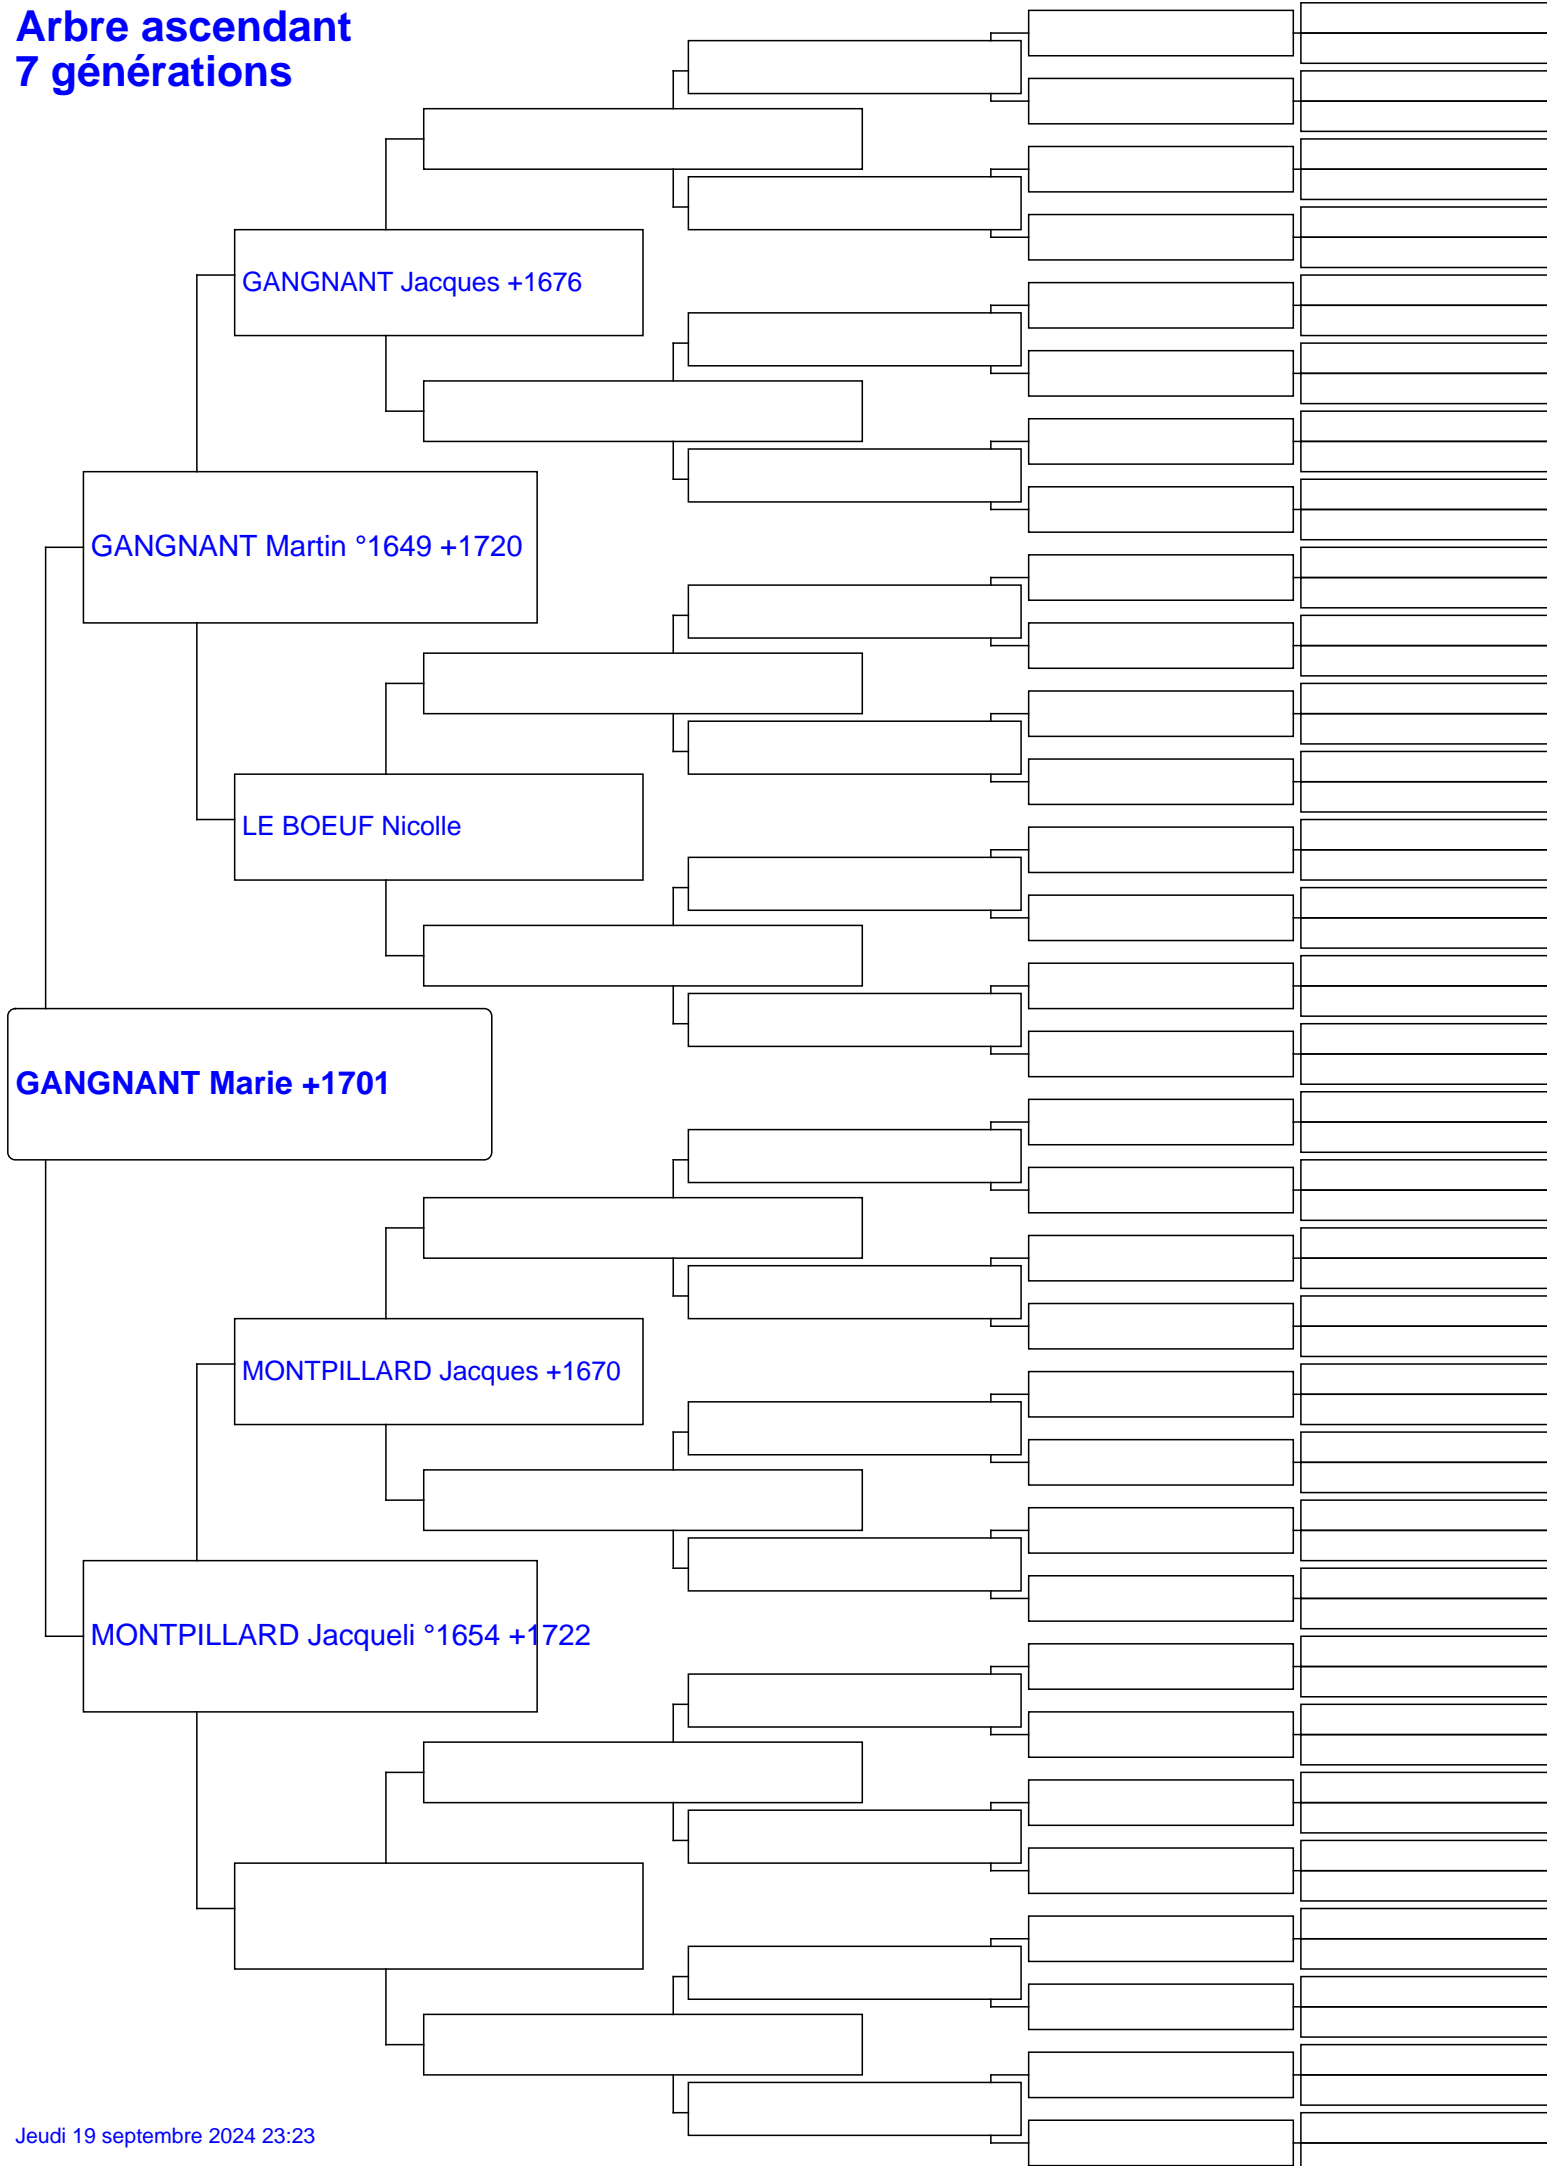 Arbre ascendant
7 générations
GANGNANT Jacques +1676
GANGNANT Martin °1649 +1720
LE BOEUF Nicolle
GANGNANT Marie +1701
MONTPILLARD Jacques +1670
MONTPILLARD Jacqueli °1654 +1722
Jeudi 19 septembre 2024 23:23